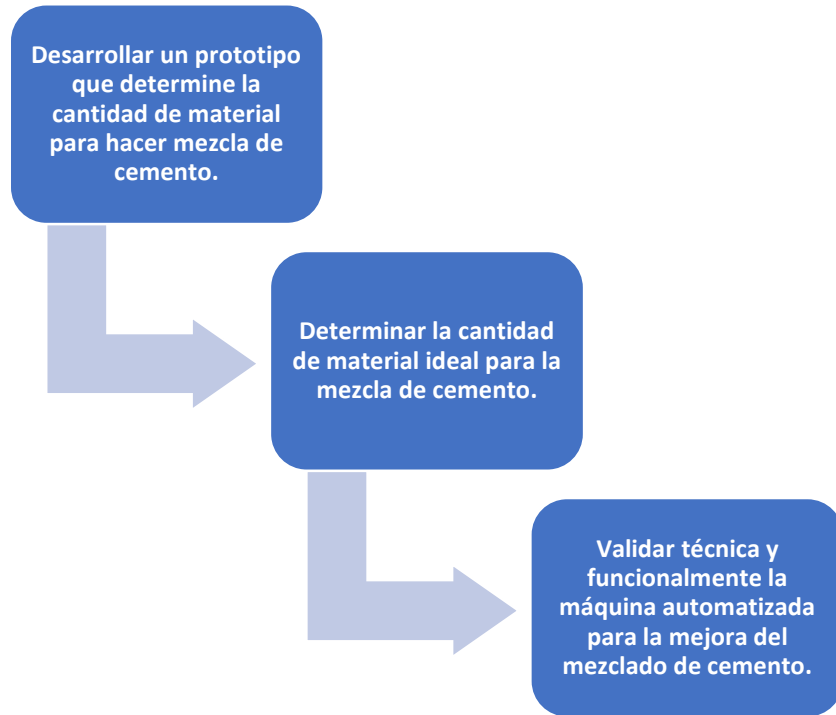 Desarrollar un prototipo
que determine la
cantidad de material
para hacer mezcla de
cemento.
Determinar la cantidad
de material ideal para la
mezcla de cemento.
Validar técnica y
funcionalmente la
máquina automatizada
para la mejora del
mezclado de cemento.